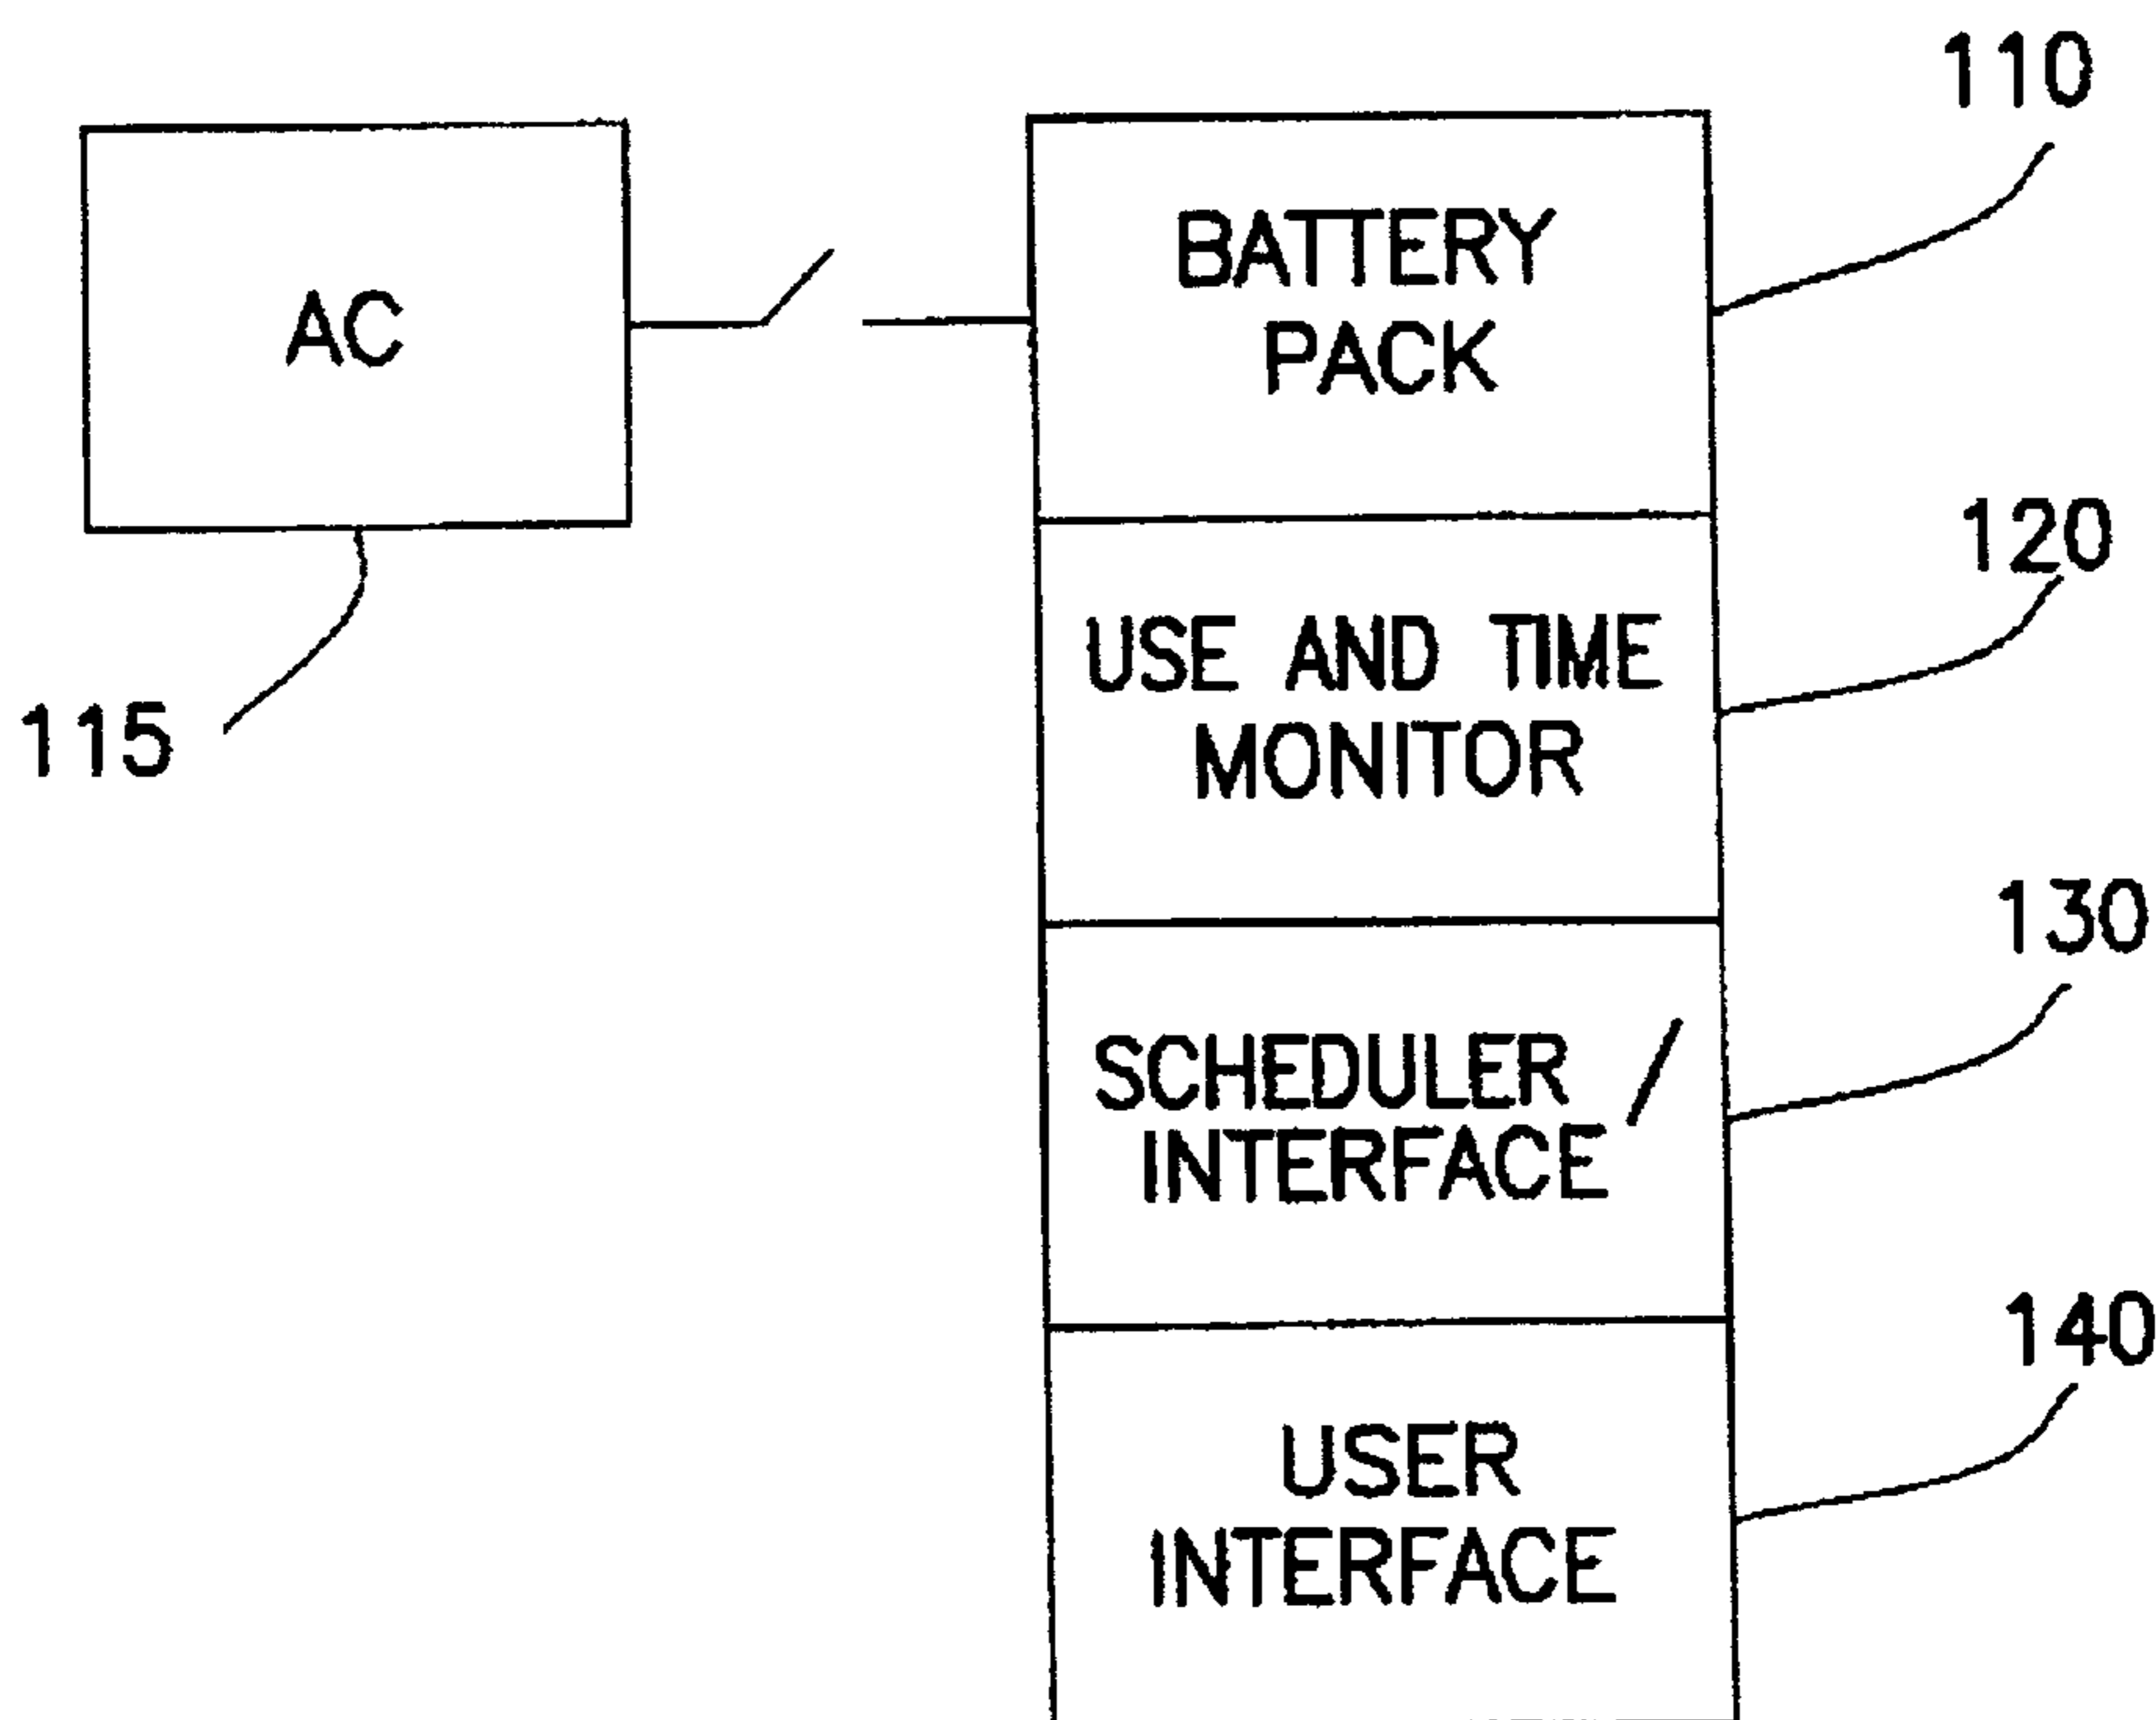 110
AC
BATTERY
PACK
120
USE AND TIME
MONITOR
115
130
SCHEDULER /
INTERFACE
140
USER
INTERFACE